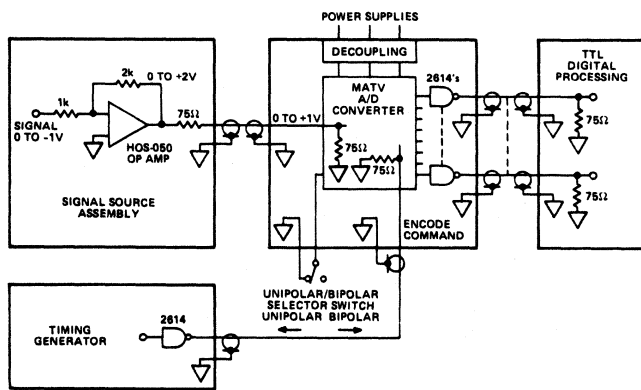 POWER SUPPLIES
DECOUPLING
MATV
A/D
CONVERTER
2614's
TTL
DIGITAL
PROCESSING
2k
0 TO +2V
1k
75Ω
0 TO +1V
SIGNAL
0 TO -1V
HOS-050
OP AMP
75Ω
75Ω
75Ω
75Ω
SIGNAL SOURCE
ASSEMBLY
ENCODE
COMMAND
UNIPOLAR/BIPOLAR
SELECTOR SWITCH
UNIPOLAR BIPOLAR
2614
TIMING
GENERATOR